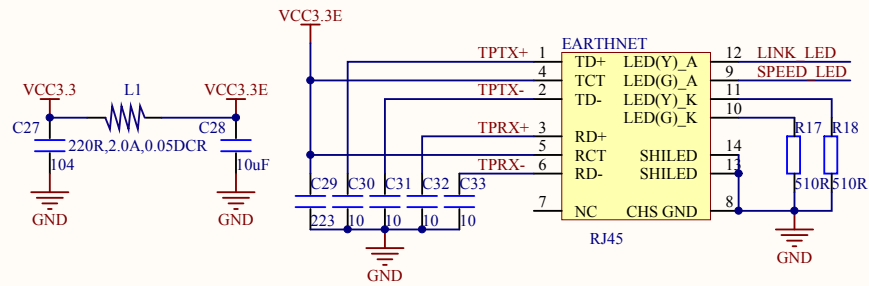 VCC3.3E
EARTHNET
TPTX+ 1 TD+ LED(Y)_A 12 LINK_LED
4 TCT LED(G)_A 9 SPEED_LED
VCC3.3 L1 VCC3.3E
TPTX- 2 TD- LED(Y)_K 11
LED(G)_K 10
C27 C28
TPRX+ 3 RD+ R17 R18
220R,2.0A,0.05DCR
5 RCT SHILED 14
104 10uF
TPRX- 6 RD- SHILED 13
C29 C30 C31 C32 C33 510R 510R
GND GND
223 10 10 10 10
7 NC CHS GND 8
RJ45
GND
GND